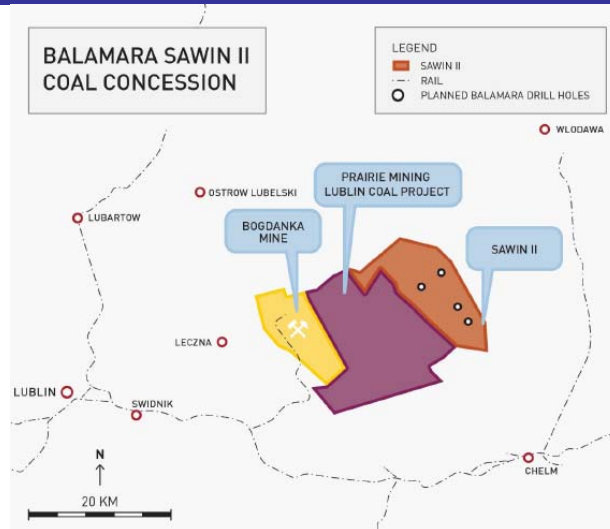 BALAMARA SAWIN II
COAL CONCESSION
LEGEND
SAWIN II
RAIL
PLANNED BALAMARA DRILL HOLES
WLODAWA
OSTROW LUBELSKI
PRAIRIE MINING
LUBLIN COAL PROJECT
LUBARTOW
BOGDANKA
MINE
SAWIN II
LECZNA
LUBLIN
SWIDNIK
CHELM
N
20 KM